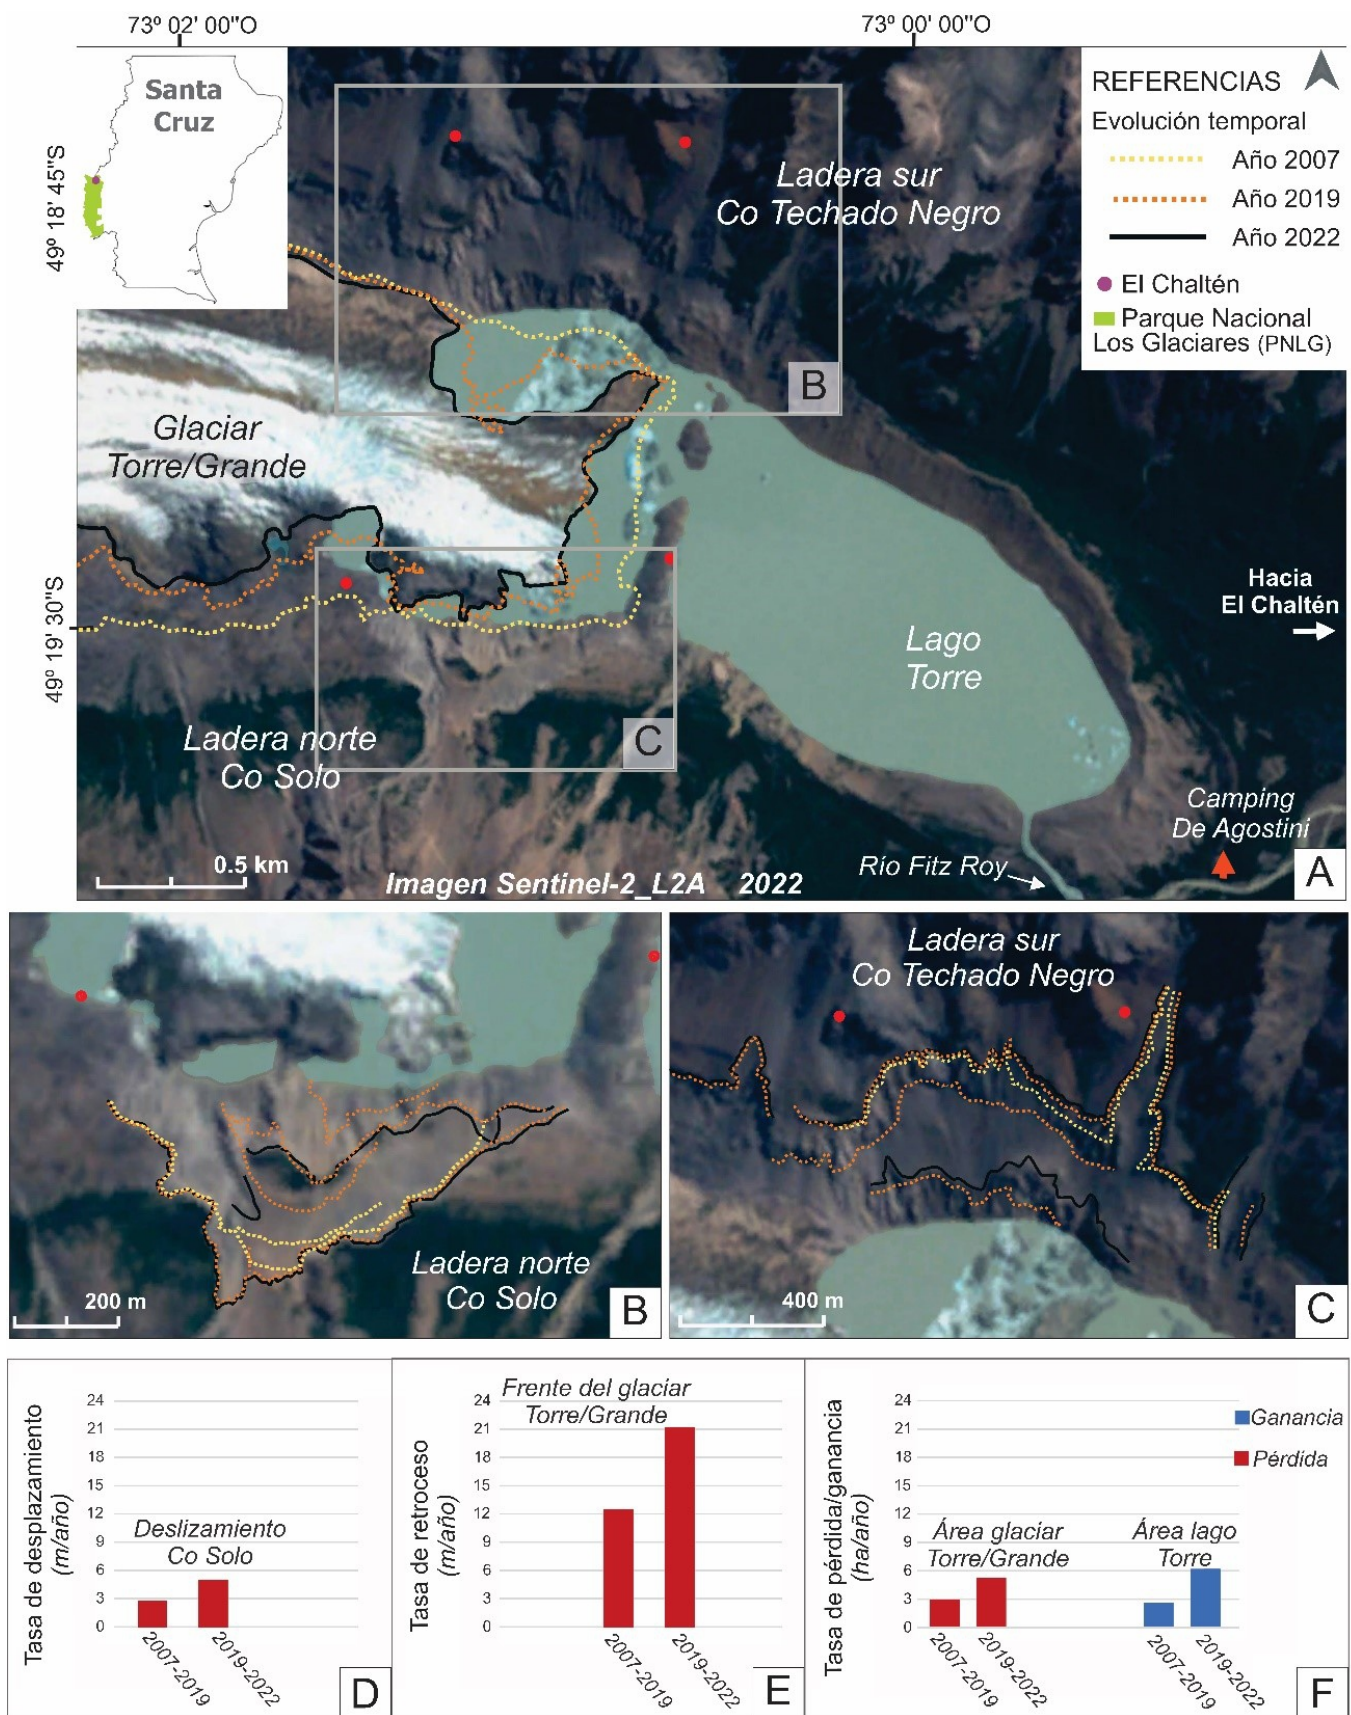 73º 02' 00''O
73º 00' 00''O
49º 18' 45''S
49º 19' 30''S
Santa
Cruz
REFERENCIAS
Evolución temporal
Año 2007
Año 2019
Año 2022
El Chaltén
Parque Nacional
Los Glaciares (PNLG)
Ladera sur
Co Techado Negro
B
Glaciar
Torre/Grande
Hacia
El Chaltén
Lago
Torre
C
Ladera norte
Co Solo
Camping
De Agostini
0.5 km
Río Fitz Roy
Imagen Sentinel-2_L2A 2022
A
Ladera norte
Co Solo
200 m
B
Ladera sur
Co Techado Negro
400 m
C
Tasa de desplazamiento
(m/año)
24
21
18
15
12
9
6
3
0
Deslizamiento
Co Solo
2007-2019
2019-2022
D
Tasa de retroceso
(m/año)
24
21
18
15
12
9
6
3
0
Frente del glaciar
Torre/Grande
2007-2019
2019-2022
E
Tasa de pérdida/ganancia
(ha/año)
24
21
18
15
12
9
6
3
0
Ganancia
Pérdida
Área glaciar
Torre/Grande
Área lago
Torre
2007-2019
2019-2022
2007-2019
2019-2022
F